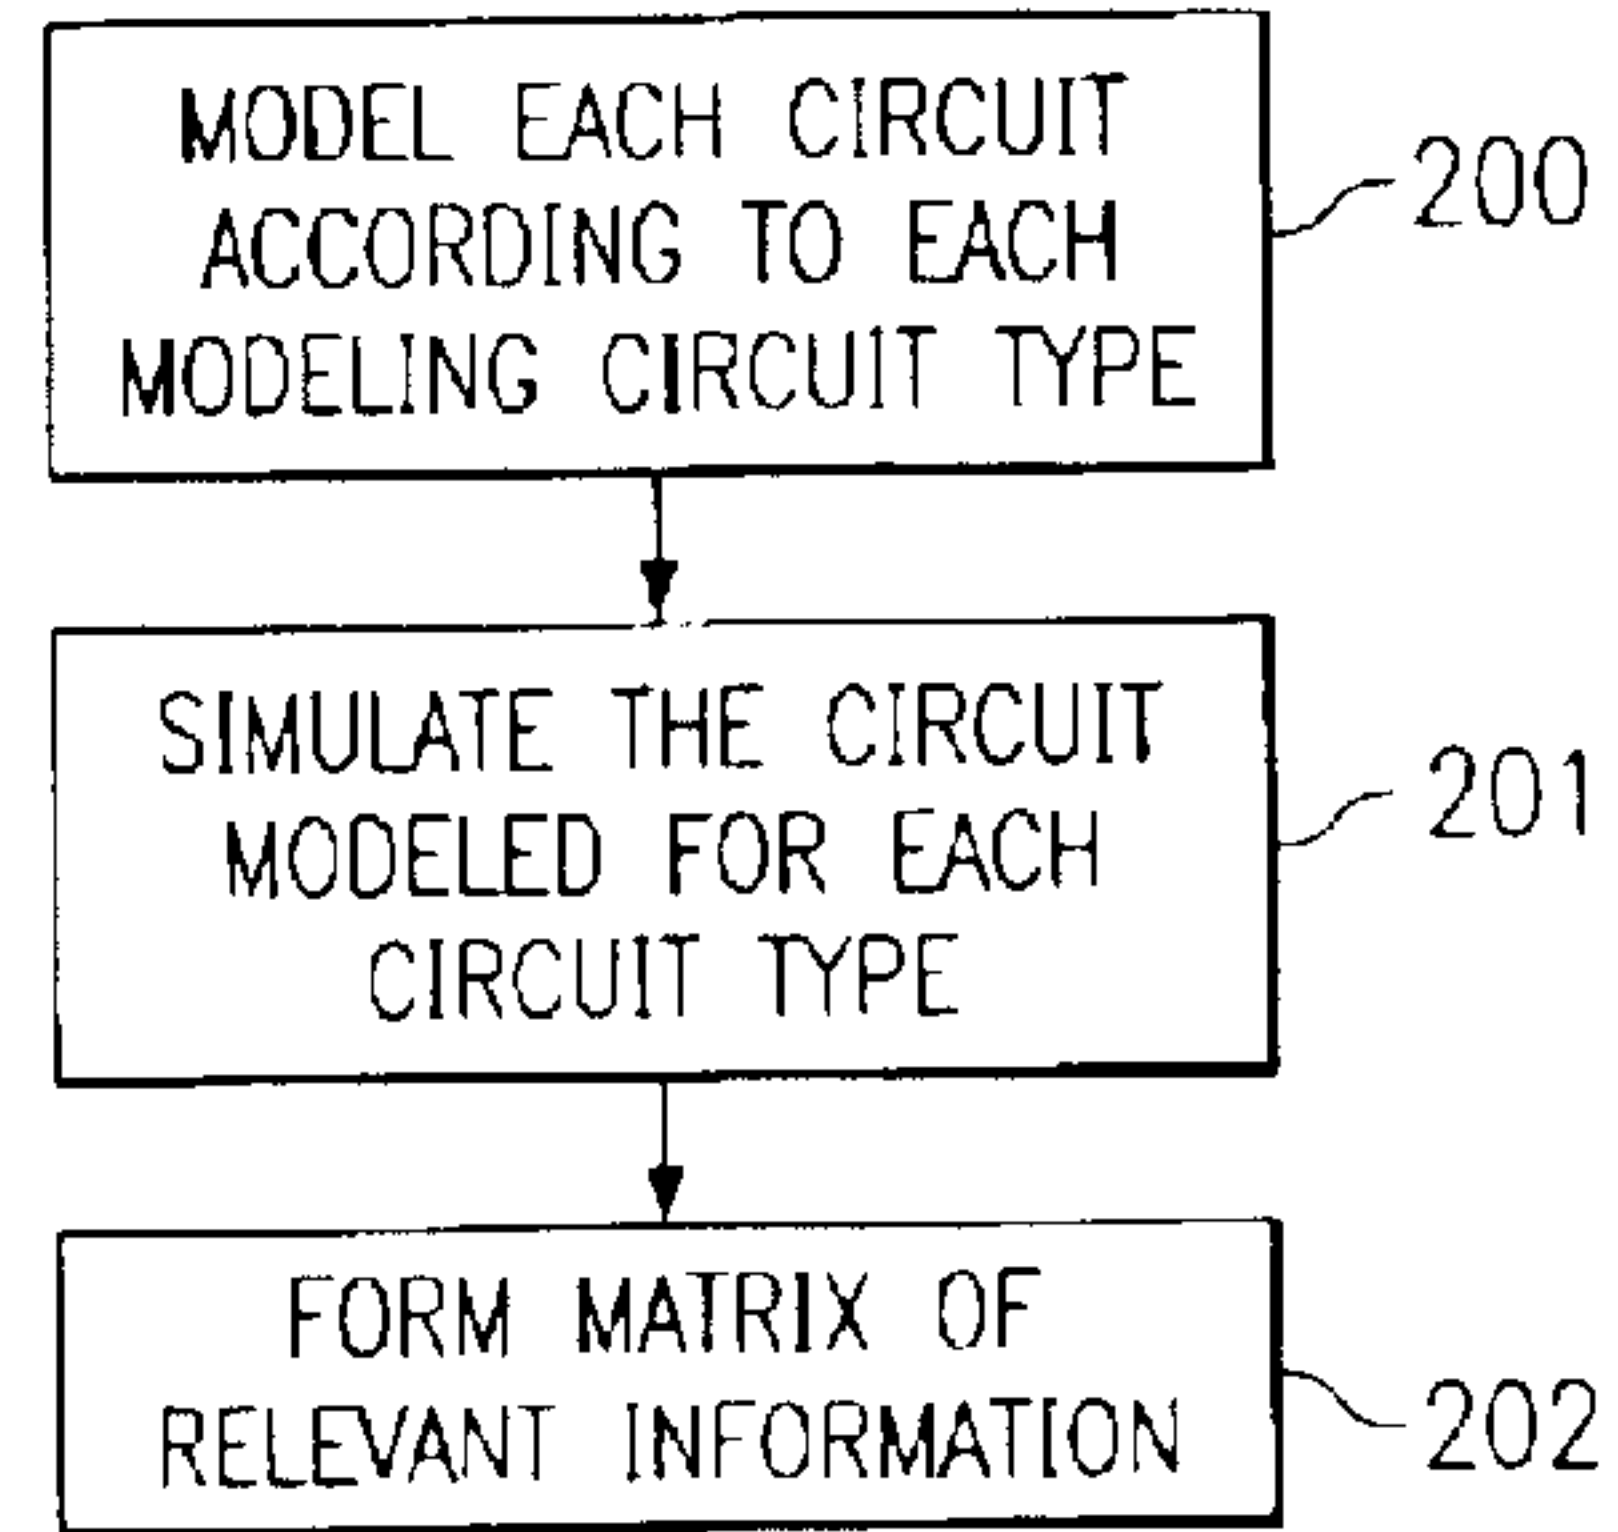 MODEL EACH CIRCUIT
ACCORDING TO EACH
MODELING CIRCUIT TYPE
200
SIMULATE THE CIRCUIT
MODELED FOR EACH
CIRCUIT TYPE
201
FORM MATRIX OF
RELEVANT INFORMATION
202